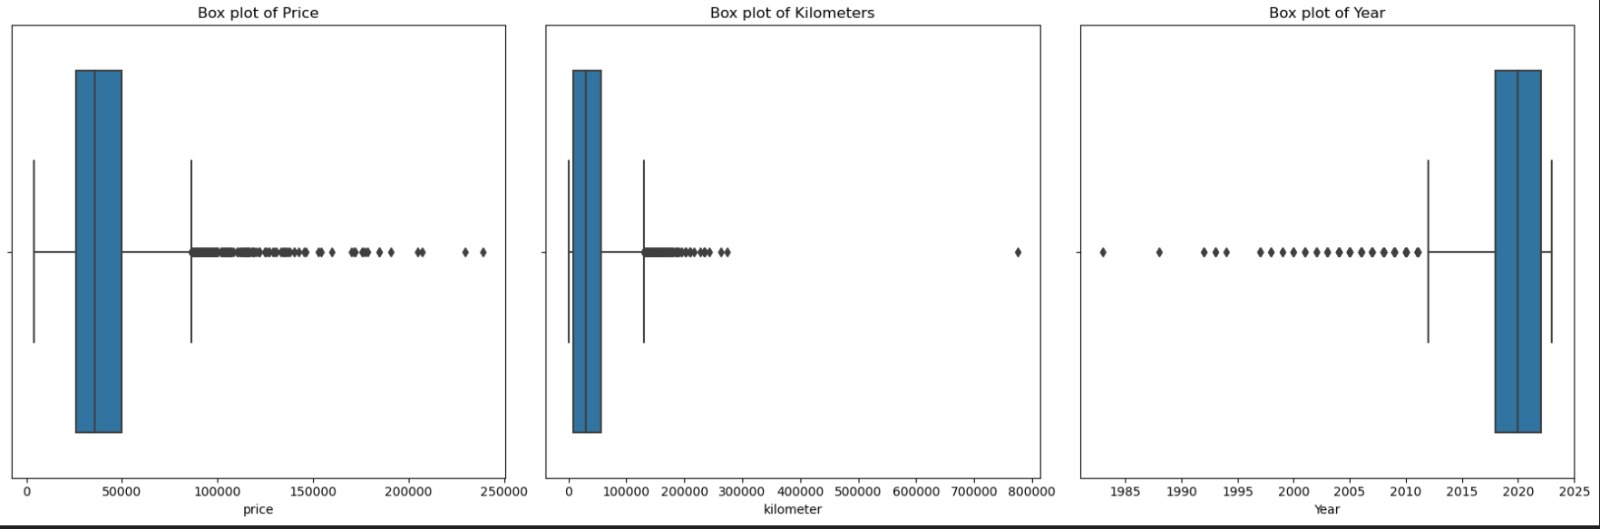 Box plot of Price
Box plot of Kilometers
Box plot of Year
0 50000 100000 150000 200000 250000
0 100000 200000 300000 400000 500000 600000 700000 800000
1985 1990 1995 2000 2005 2010 2015 2020 2025
price
kilometer
Year